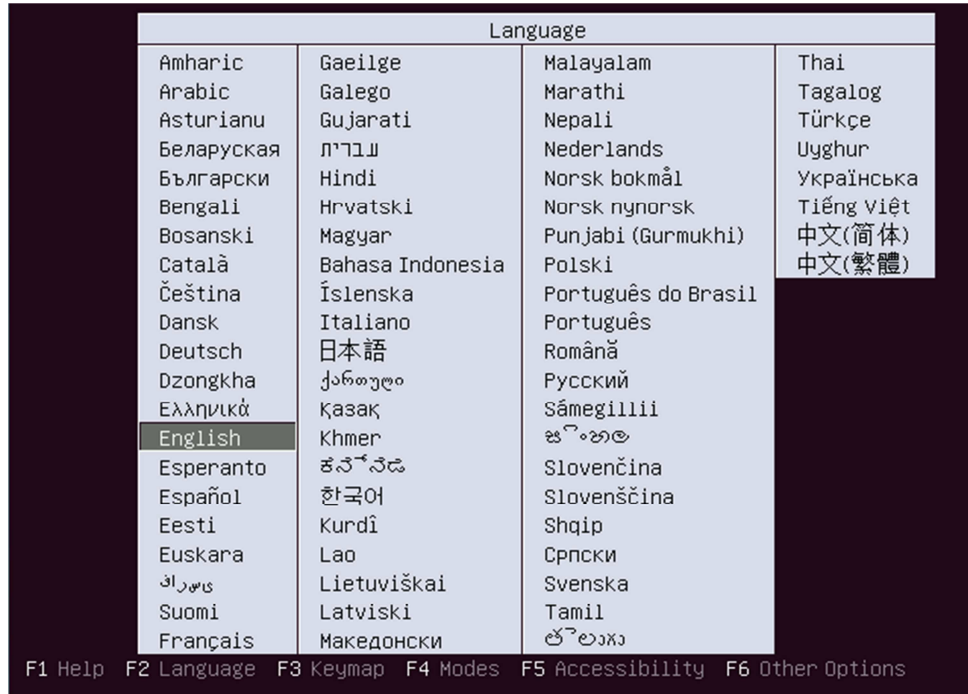 Language
Amharic
Arabic
Asturianu
Беларуская
Български
Bengali
Bosanski
Català
Čeština
Dansk
Deutsch
Dzongkha
Ελληνικά
English
Esperanto
Español
Eesti
Euskara
ﻰﺳﺭﺎﻓ
Suomi
Français
Gaeilge
Galego
Gujarati
עברית
Hindi
Hrvatski
Magyar
Bahasa Indonesia
Íslenska
Italiano
日本語
ქართული
Қазақ
Khmer
ಕನ್ನಡ
한국어
Kurdî
Lao
Lietuviškai
Latviski
Македонски
Malayalam
Marathi
Nepali
Nederlands
Norsk bokmål
Norsk nynorsk
Punjabi (Gurmukhi)
Polski
Português do Brasil
Português
Română
Русский
Sámegillii
සිංහල
Slovenčina
Slovenščina
Shqip
Српски
Svenska
Tamil
తెలుగు
Thai
Tagalog
Türkçe
Uyghur
Українська
Tiếng Việt
中文(简体)
中文(繁體)
F1 Help F2 Language F3 Keymap F4 Modes F5 Accessibility F6 Other Options